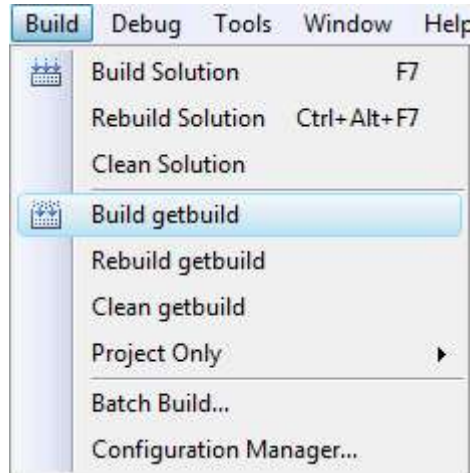 Build Debug Tools Window Help
Build Solution F7
Rebuild Solution Ctrl+Alt+F7
Clean Solution
Build getbuild
Rebuild getbuild
Clean getbuild
Project Only
Batch Build...
Configuration Manager...